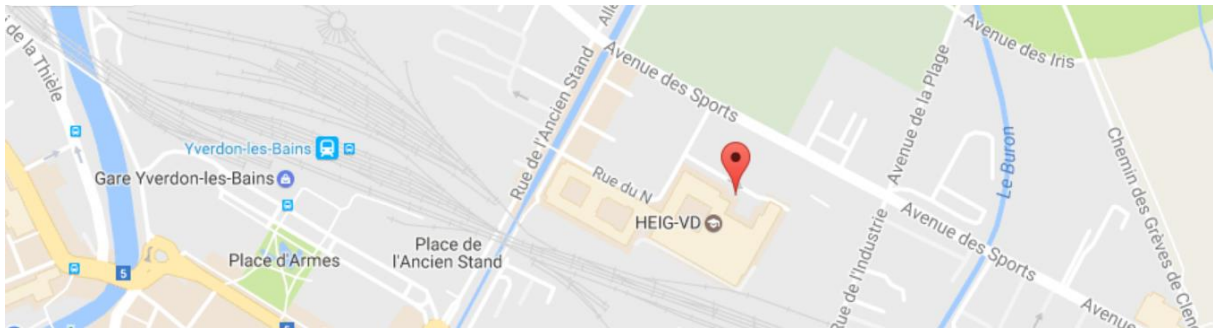 i de la Thièle
Alle
Avenue des Iris
Avenue des Sports
Rue de l'Ancien Stand
Avenue de la Plage
Le Buron
Chemin des Grèves de Clend
Yverdon-les-Bains
Gare Yverdon-les-Bains
Rue du N
HEIG-VD
Place de
l'Ancien Stand
Place d'Armes
Rue de l'Industrie
Avenue des Sports
Avenue
5
5